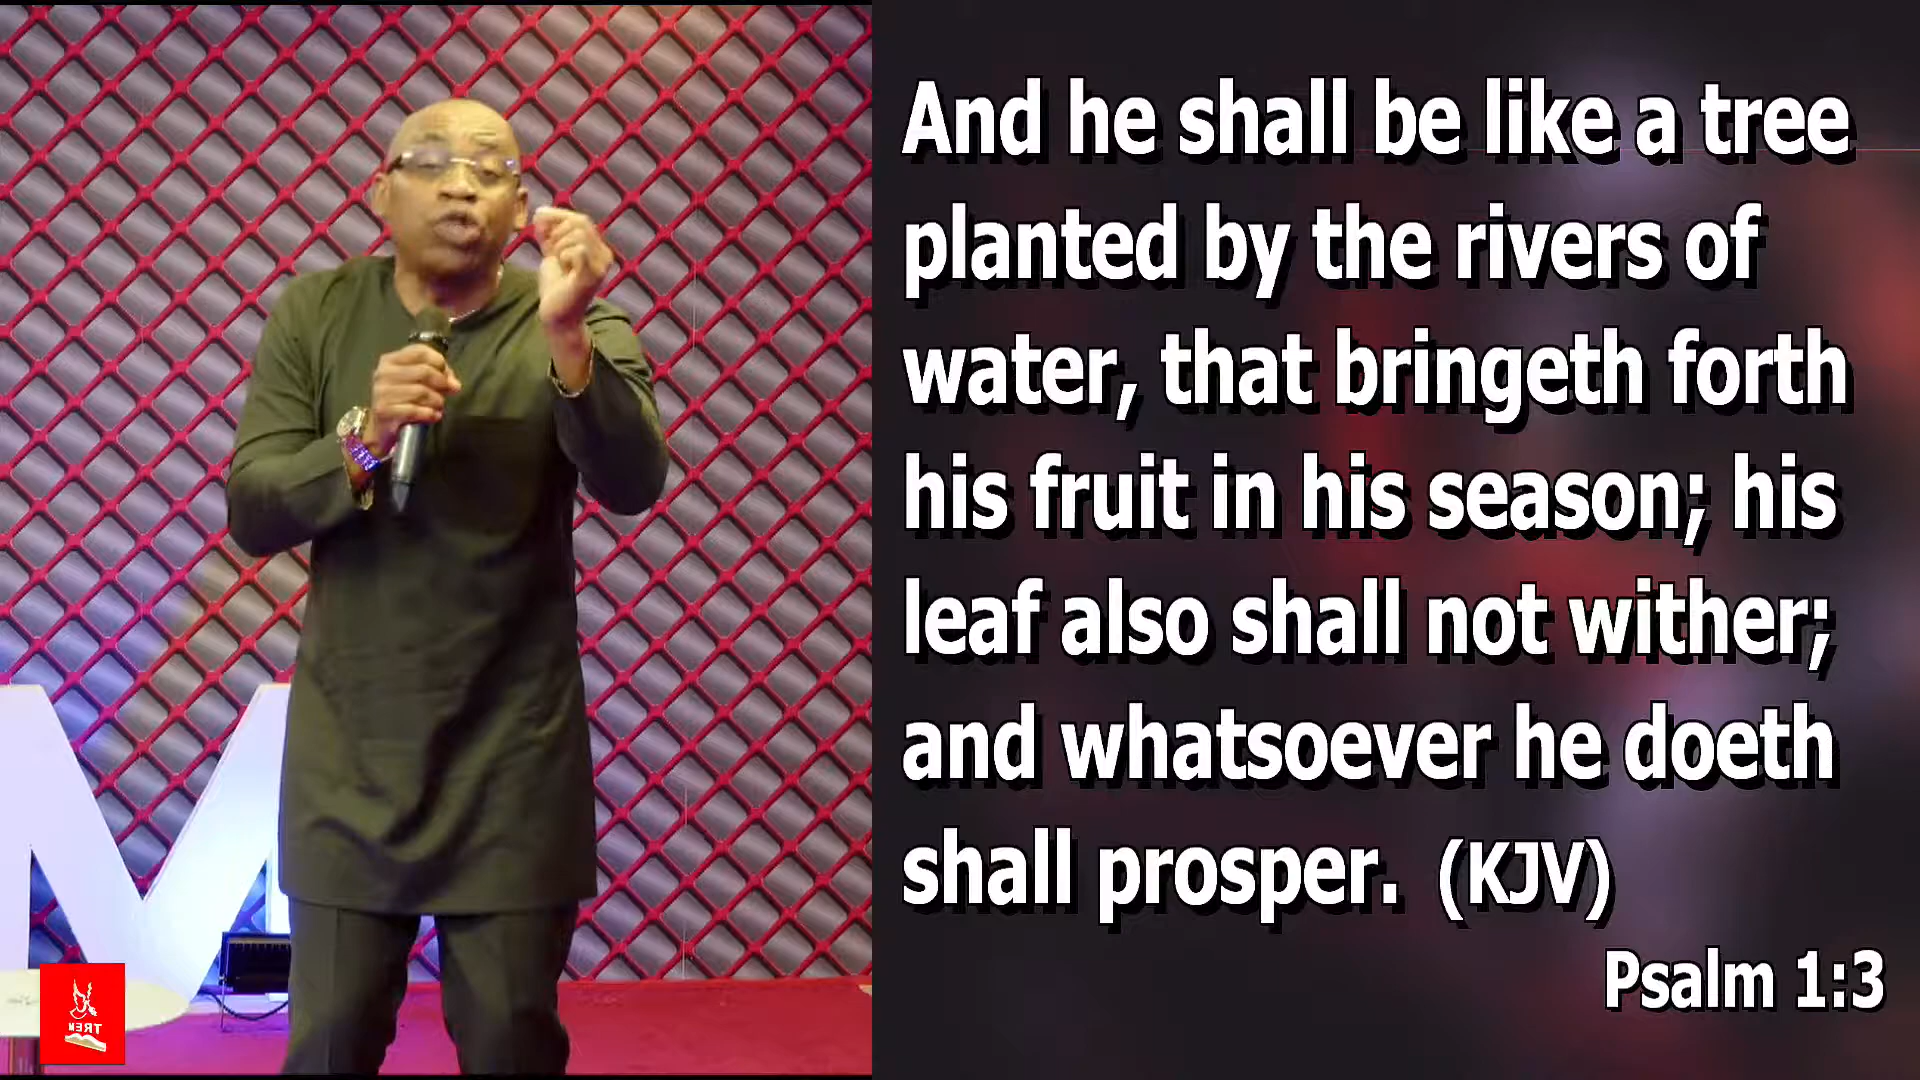 And he shall be like a tree
planted by the rivers of
water, that bringeth forth
his fruit in his season; his
leaf also shall not wither;
and whatsoever he doeth
shall prosper. (KJV)
Psalm 1:3
M
TREM